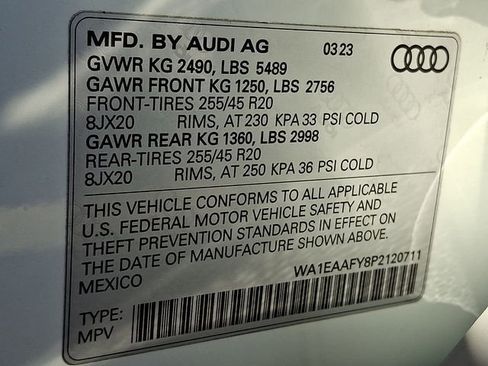 MFD. BY AUDI AG 03 23
GVWR KG 2490, LBS 5489
GAWR FRONT KG 1250, LBS 2756
FRONT-TIRES 255/45 R20
8JX20 RIMS, AT 230 KPA 33 PSI COLD
GAWR REAR KG 1360, LBS 2998
REAR-TIRES 255/45 R20
8JX20 RIMS, AT 250 KPA 36 PSI COLD
THIS VEHICLE CONFORMS TO ALL APPLICABLE
U.S. FEDERAL MOTOR VEHICLE SAFETY AND
THEFT PREVENTION STANDARDS IN EFFECT ON
THE DATE OF MANUFACTURE SHOWN ABOVE.
MEXICO WA1EAAFY8P2120711
TYPE:
MPV